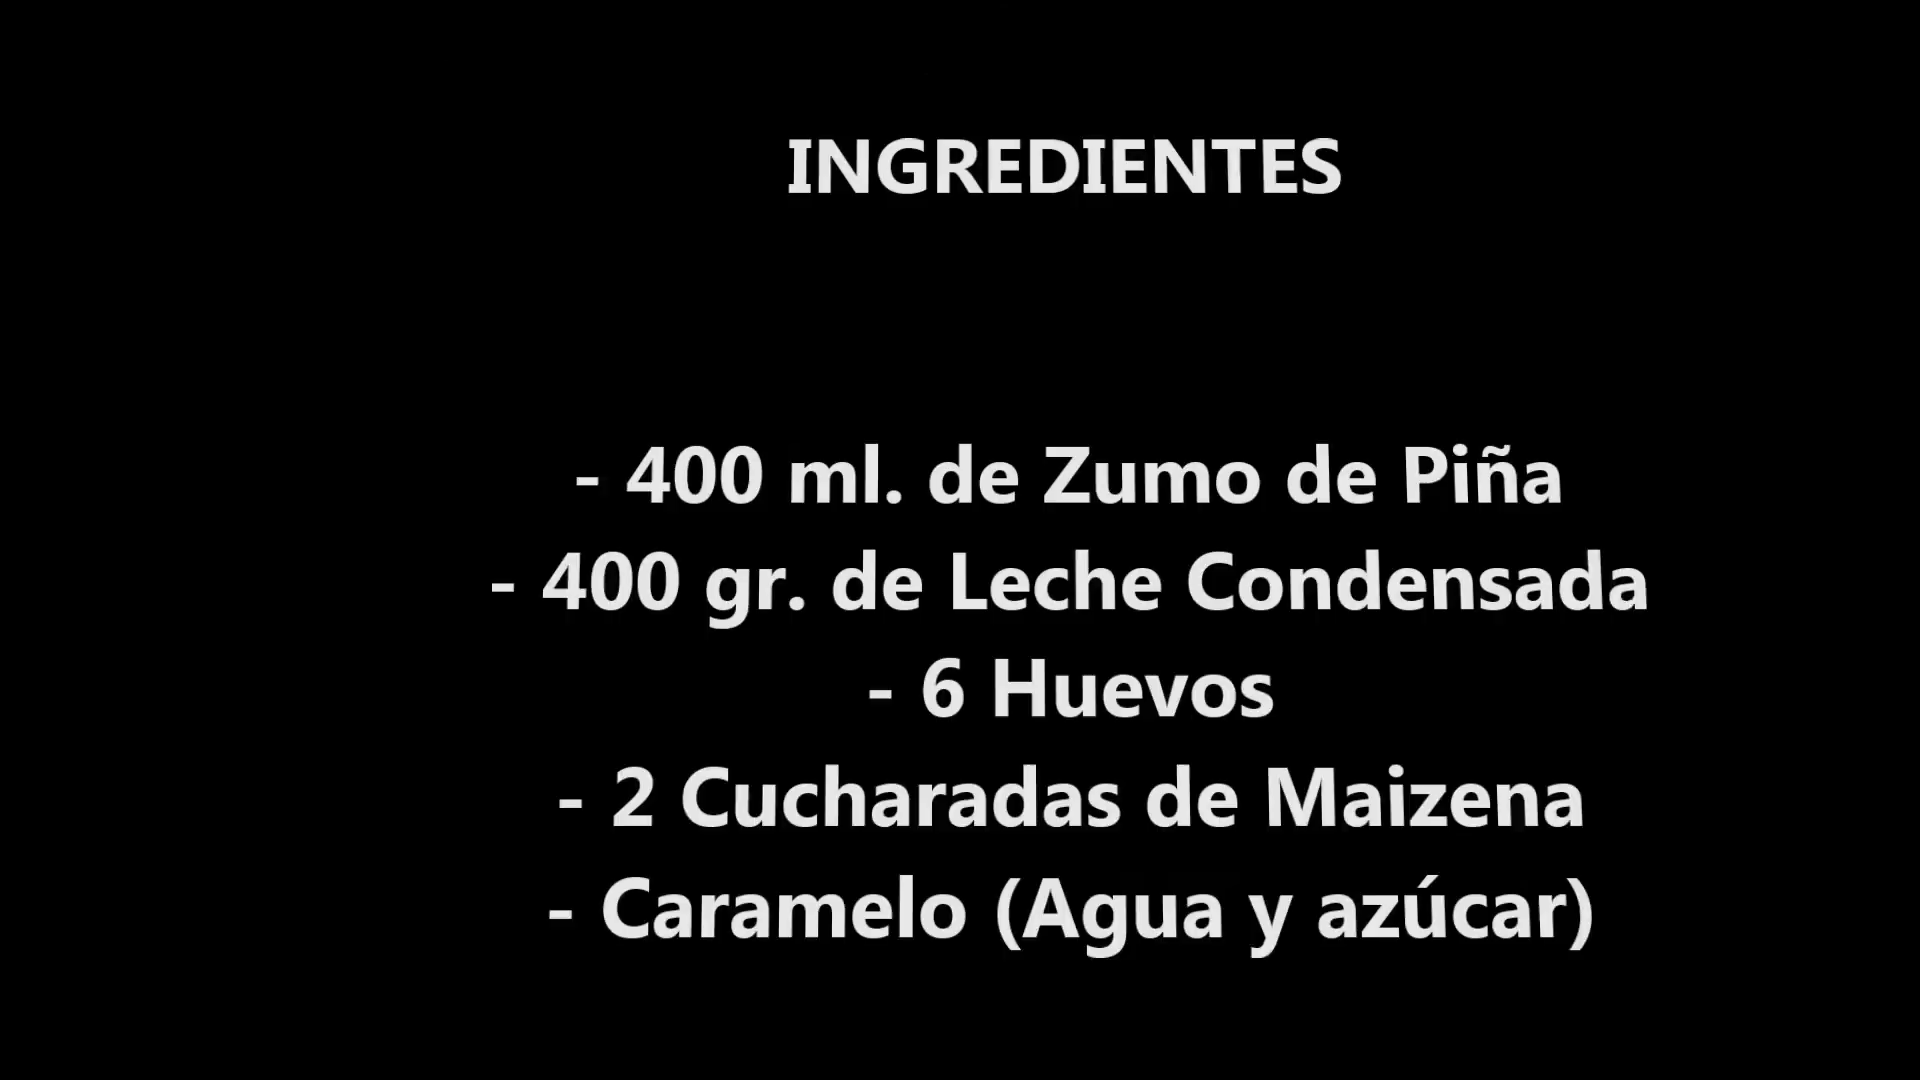 INGREDIENTES
- 400 ml. de Zumo de Piña
- 400 gr. de Leche Condensada
- 6 Huevos
- 2 Cucharadas de Maizena
- Caramelo (Agua y azúcar)